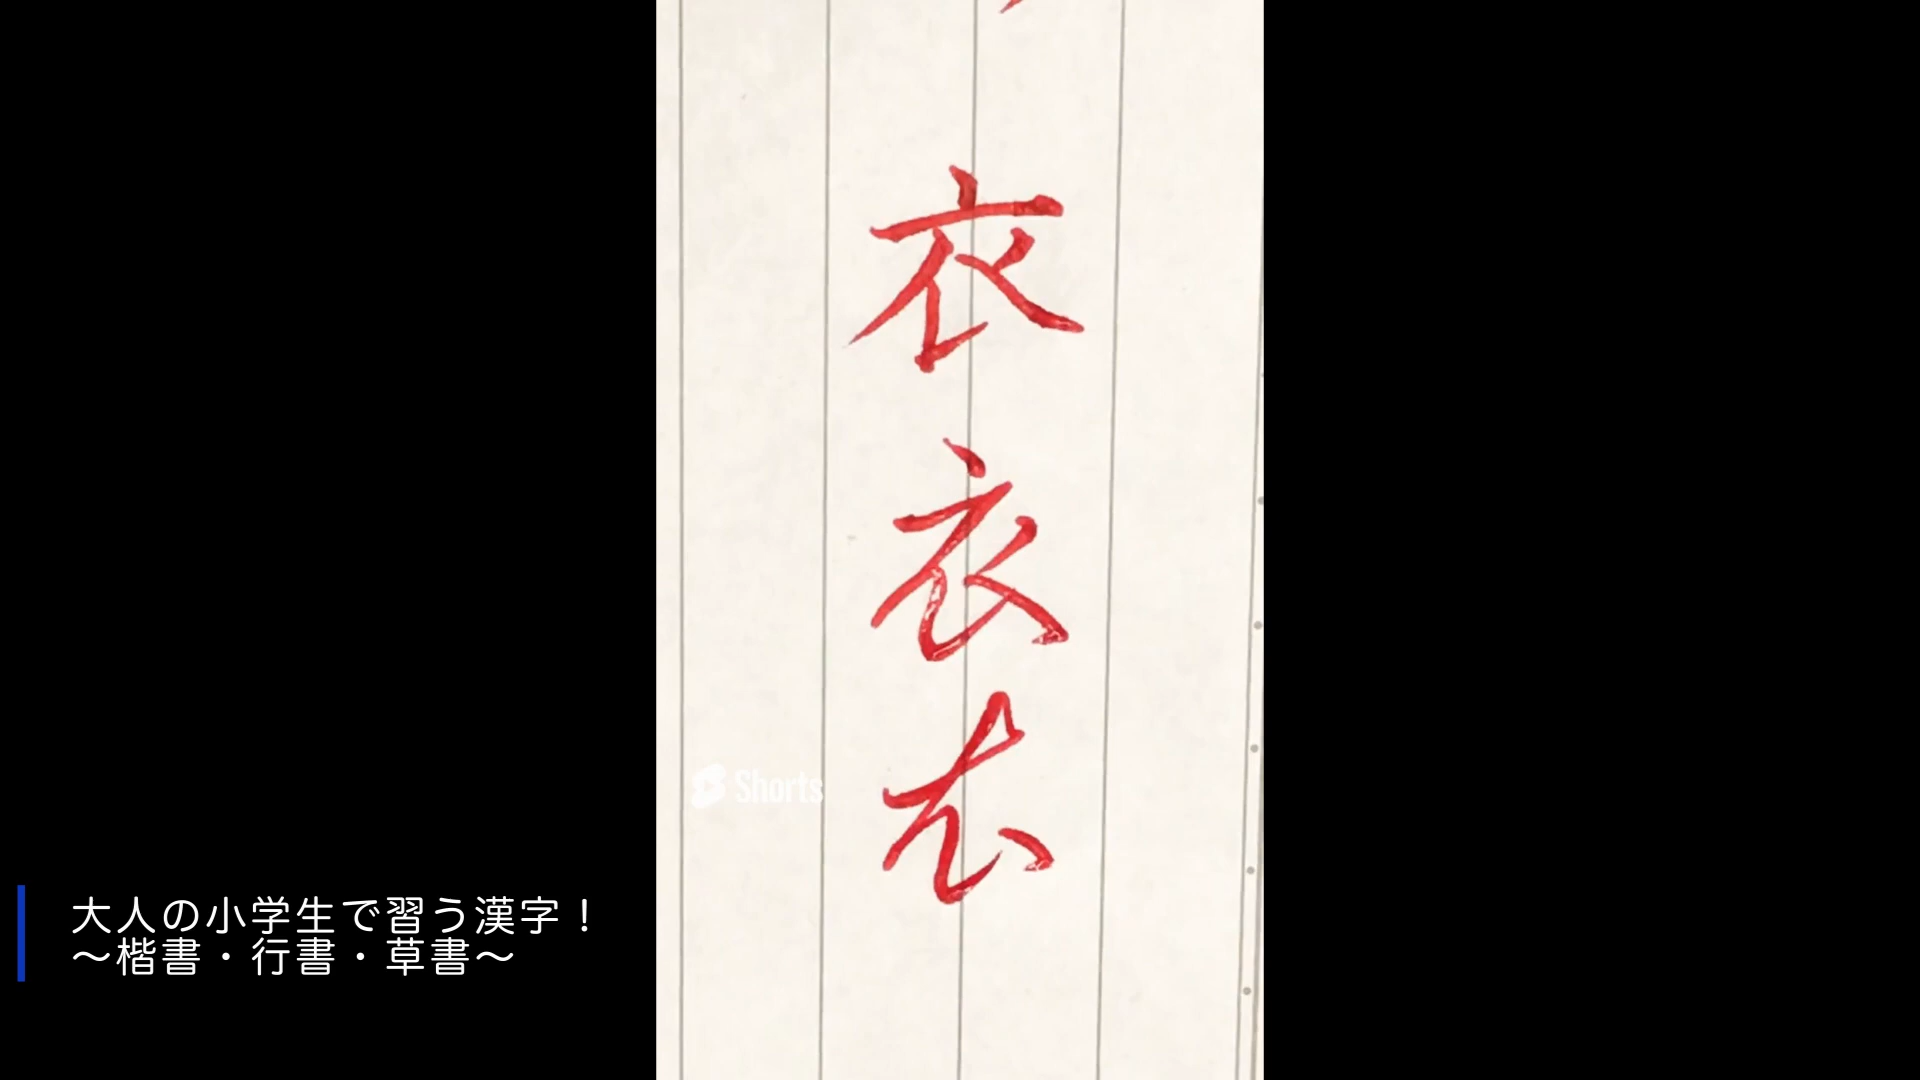 衣
衣
衣
Shorts
大人の小学生で習う漢字！
～楷書・行書・草書～